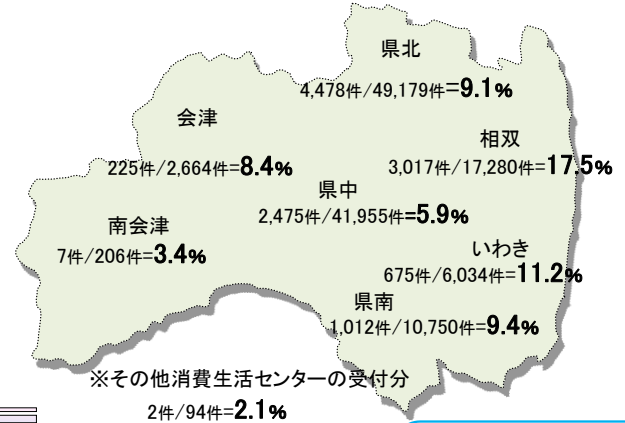 県北
4,478件/49,179件=9.1%
会津
225件/2,664件=8.4%
相双
3,017件/17,280件=17.5%
県中
2,475件/41,955件=5.9%
南会津
7件/206件=3.4%
いわき
675件/6,034件=11.2%
県南
1,012件/10,750件=9.4%
※その他消費生活センターの受付分
2件/94件=2.1%